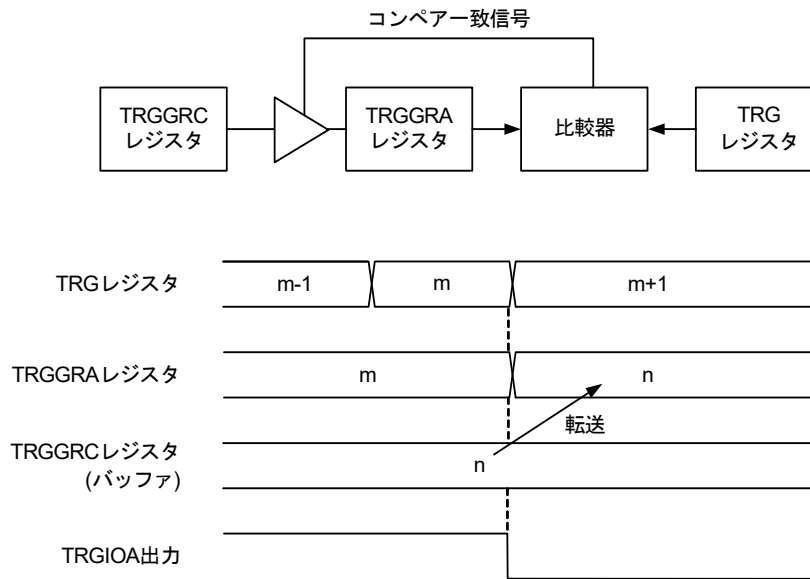 コンペア一致信号
TRGGRC
レジスタ
TRGGRA
レジスタ
比較器
TRG
レジスタ
TRGレジスタ
m-1
m
m+1
TRGGRAレジスタ
m
n
転送
TRGGRCレジスタ
(バッファ)
n
TRGIOA出力